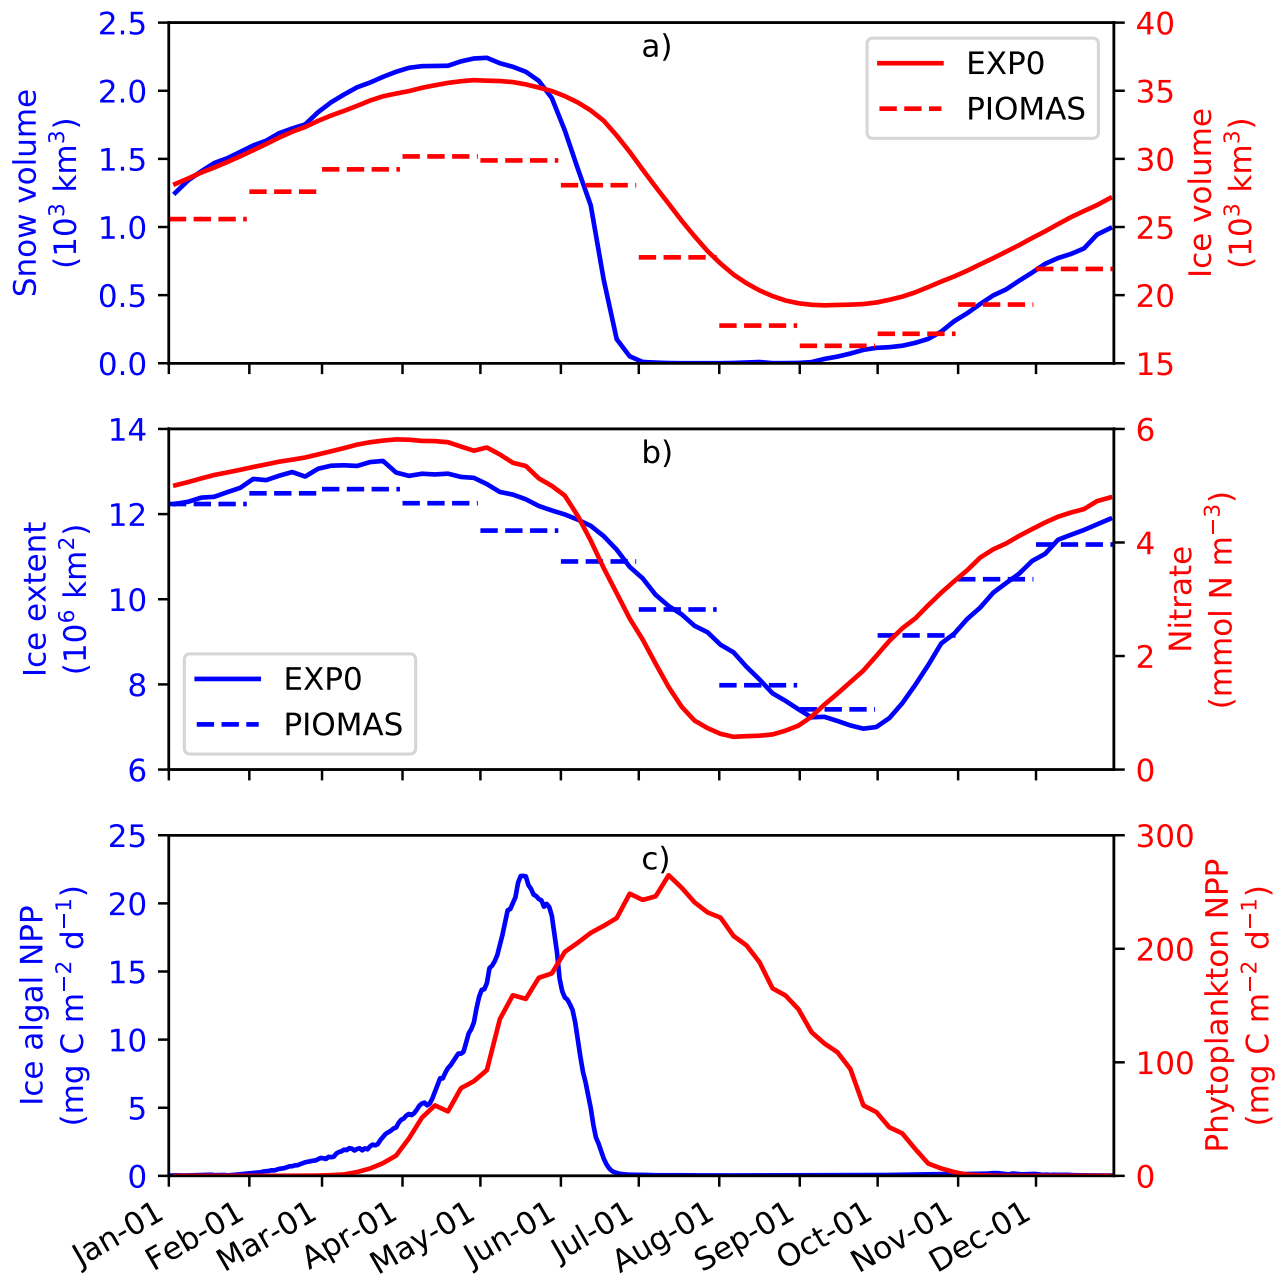 a)
2.5
2.0
1.5
1.0
0.5
0.0
Snow volume
(10³ km³)
40
35
30
25
20
15
Ice volume
(10³ km³)
EXP0
PIOMAS
b)
14
12
10
8
6
Ice extent
(10⁶ km²)
6
4
2
0
Nitrate
(mmol N m⁻³)
EXP0
PIOMAS
c)
25
20
15
10
5
0
Ice algal NPP
(mg C m⁻² d⁻¹)
300
200
100
0
Phytoplankton NPP
(mg C m⁻² d⁻¹)
Jan-01 Feb-01 Mar-01 Apr-01 May-01 Jun-01 Jul-01 Aug-01 Sep-01 Oct-01 Nov-01 Dec-01